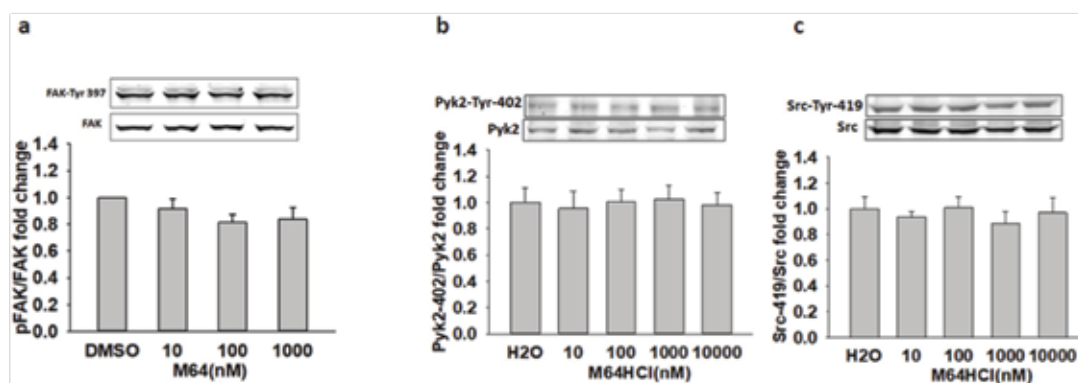 a
FAK-Tyr 397
FAK
pFAK/FAK fold change
1.4
1.2
1.0
0.8
0.6
0.4
0.2
0.0
DMSO 10 100 1000
M64(nM)
b
Pyk2-Tyr-402
Pyk2
Pyk2-402/Pyk2 fold change
1.4
1.2
1.0
0.8
0.6
0.4
0.2
0.0
H2O 10 100 1000 10000
M64HCl(nM)
c
Src-Tyr-419
Src
Src-419/Src fold change
1.4
1.2
1.0
0.8
0.6
0.4
0.2
0.0
H2O 10 100 1000 10000
M64HCl(nM)